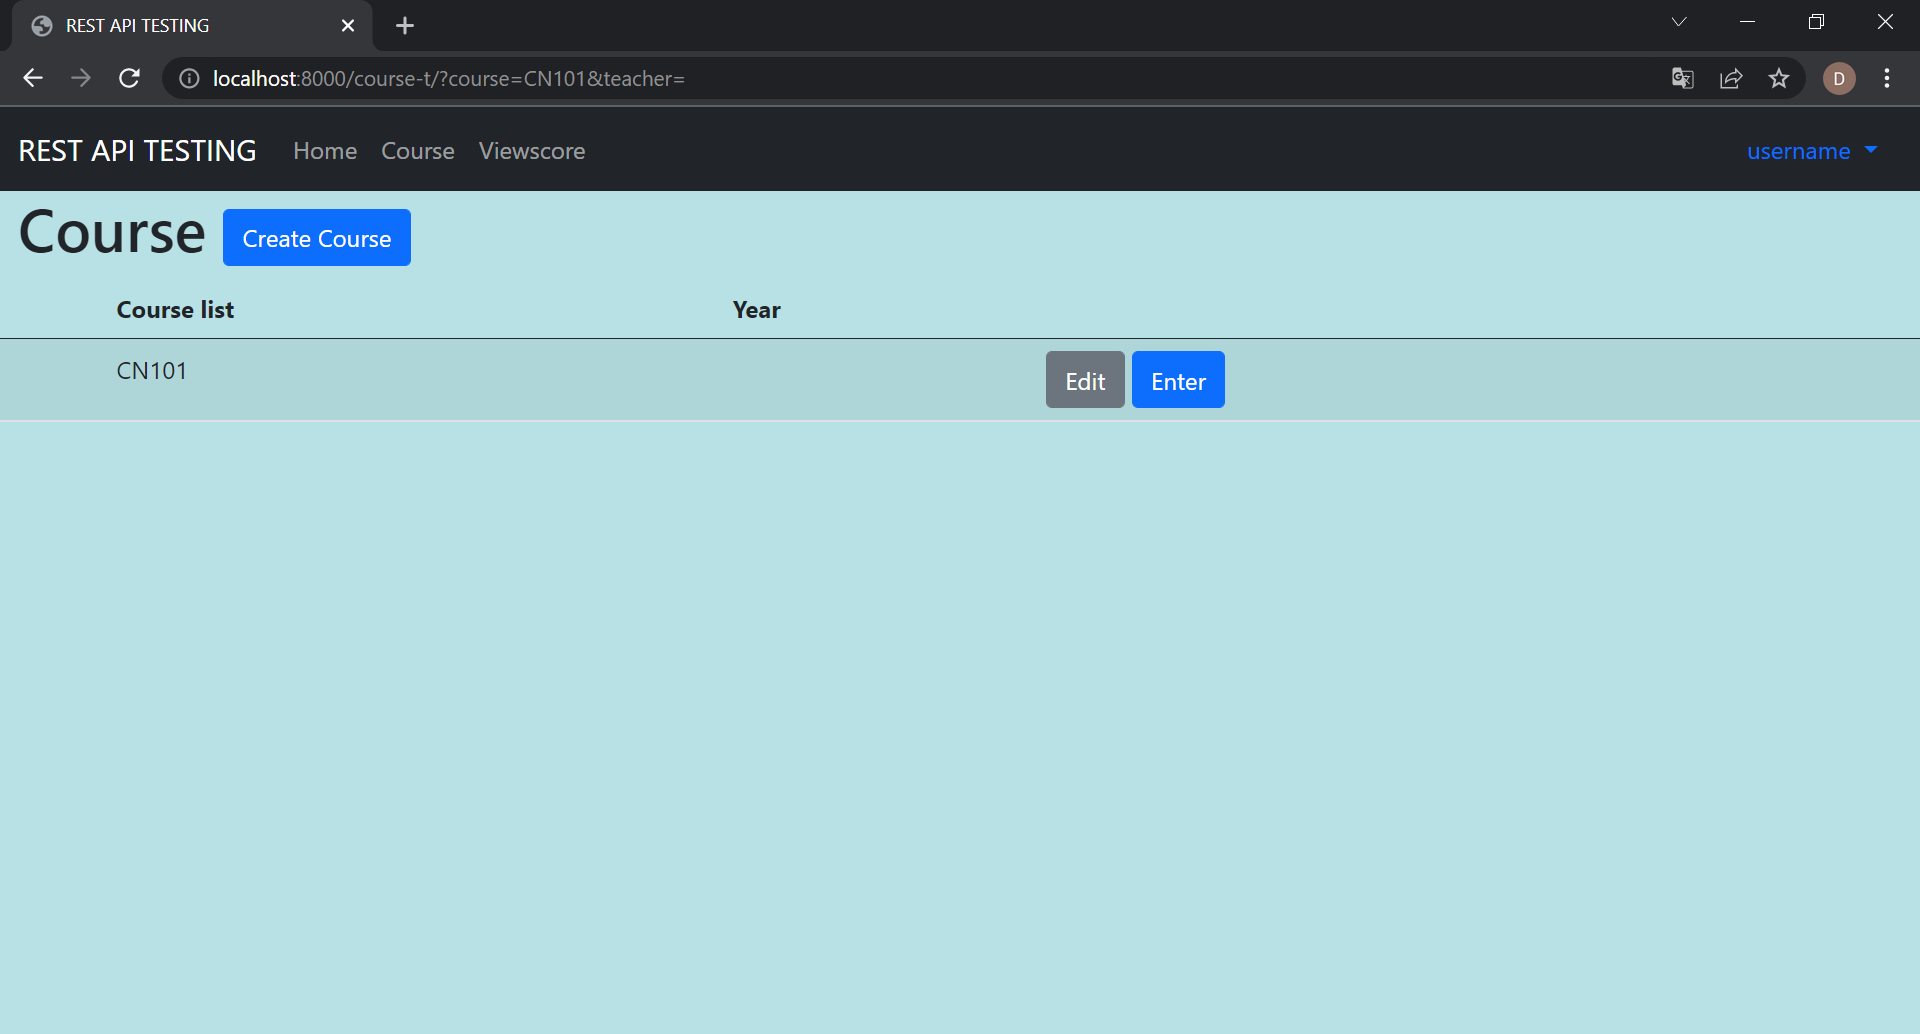 REST API TESTING
localhost:8000/course-t/?course=CN101&teacher=
D
REST API TESTING Home Course Viewscore username
Course Create Course
Course list Year
CN101 Edit Enter